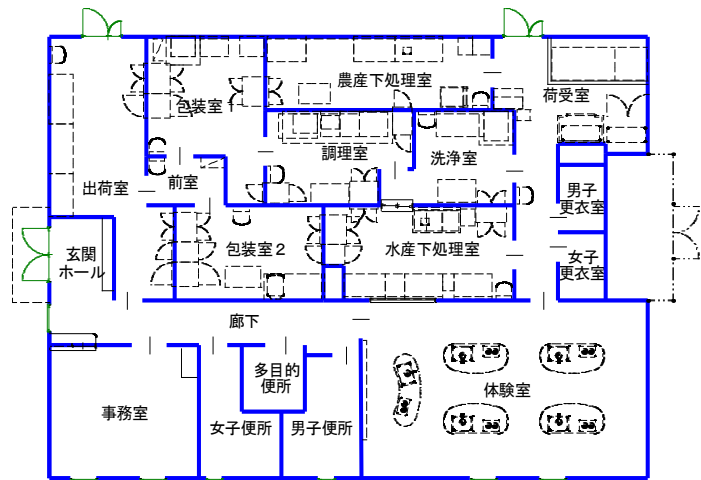 農産下処理室
荷受室
包装室１
調理室
洗浄室
出荷室
前室
男子
更衣室
玄関
ホール
包装室２
水産下処理室
女子
更衣室
廊下
多目的
便所
体験室
事務室
女子便所
男子便所